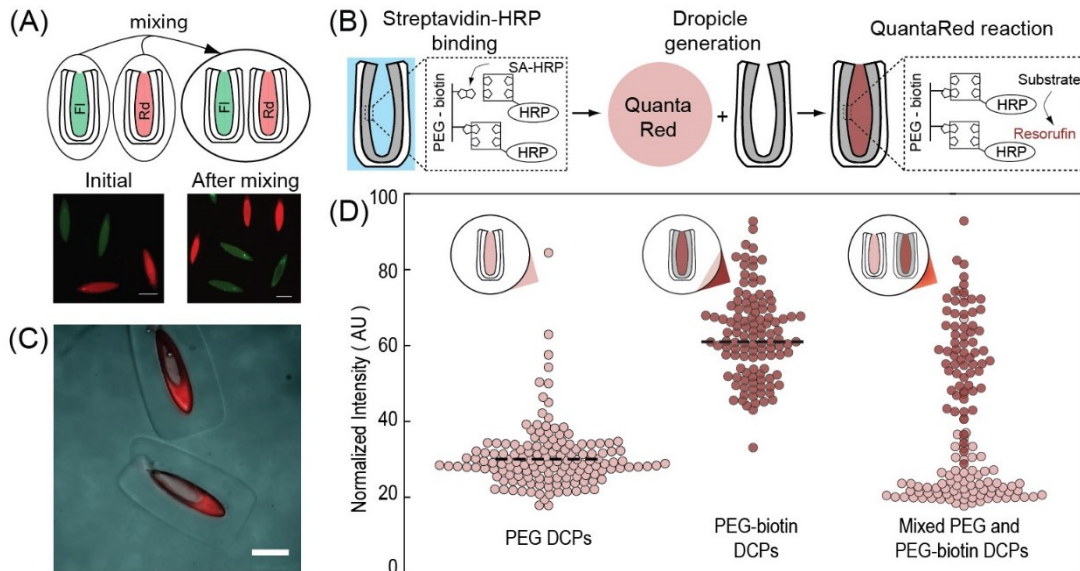 (A)
mixing
Fl
Rd
Fl
Rd
Initial
After mixing
(B)
Streptavidin-HRP
binding
PEG - biotin
SA-HRP
HRP
HRP
Dropicle
generation
Quanta
Red
+
QuantaRed reaction
PEG - biotin
HRP
HRP
Substrate
Resorufin
(C)
(D)
Normalized Intensity ( AU )
100
80
60
40
20
0
PEG DCPs
PEG-biotin
DCPs
Mixed PEG and
PEG-biotin DCPs